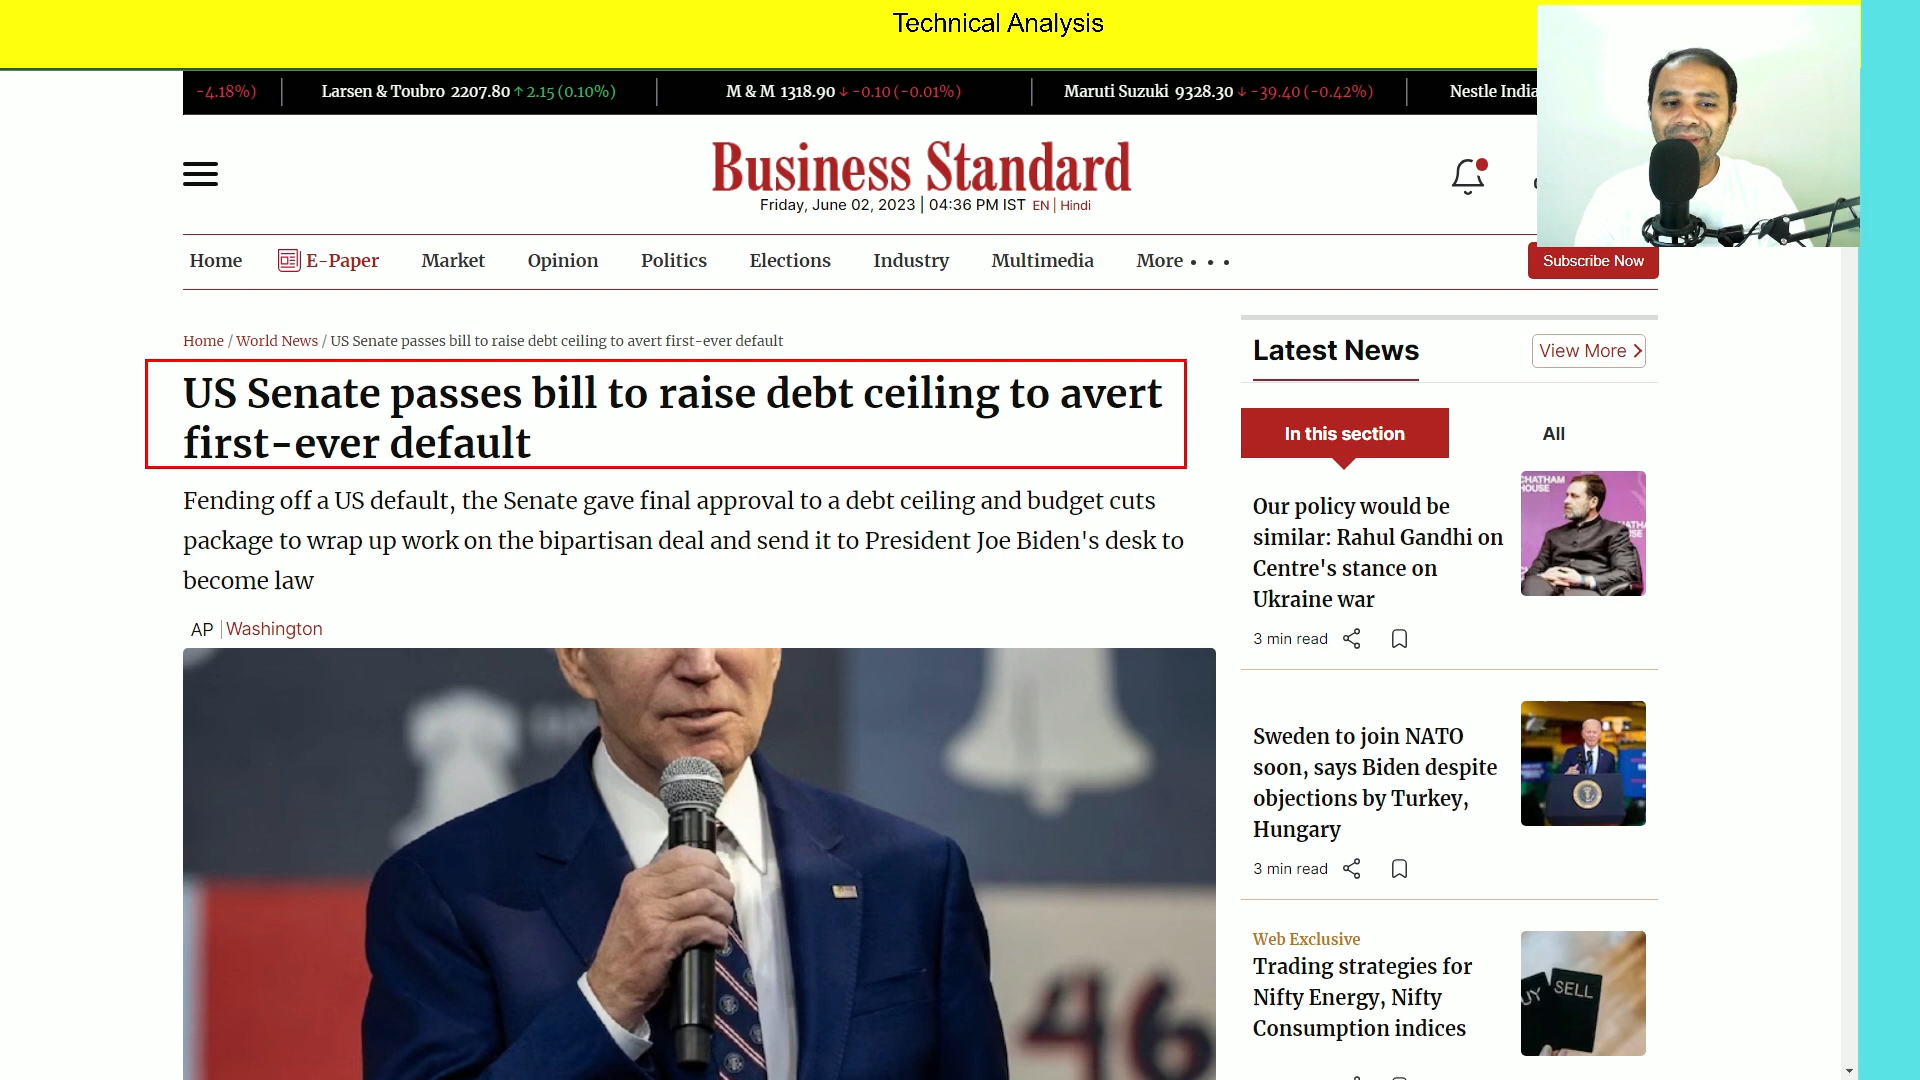 Technical Analysis
-4.18%)
Larsen & Toubro 2207.80 ↑ 2.15 (0.10%)
M & M 1318.90 ↓ -0.10 (-0.01%)
Maruti Suzuki 9328.30 ↓ -39.40 (-0.42%)
Nestle India
Business Standard
Friday, June 02, 2023 | 04:36 PM IST EN | Hindi
Home
E-Paper
Market
Opinion
Politics
Elections
Industry
Multimedia
More • • •
Subscribe Now
Home / World News / US Senate passes bill to raise debt ceiling to avert first-ever default
US Senate passes bill to raise debt ceiling to avert
first-ever default
Fending off a US default, the Senate gave final approval to a debt ceiling and budget cuts
package to wrap up work on the bipartisan deal and send it to President Joe Biden's desk to
become law
AP | Washington
46
Latest News
View More
In this section
All
Our policy would be
similar: Rahul Gandhi on
Centre's stance on
Ukraine war
3 min read
CHATHAM
HOUSE
Sweden to join NATO
soon, says Biden despite
objections by Turkey,
Hungary
3 min read
Web Exclusive
Trading strategies for
Nifty Energy, Nifty
Consumption indices
SELL